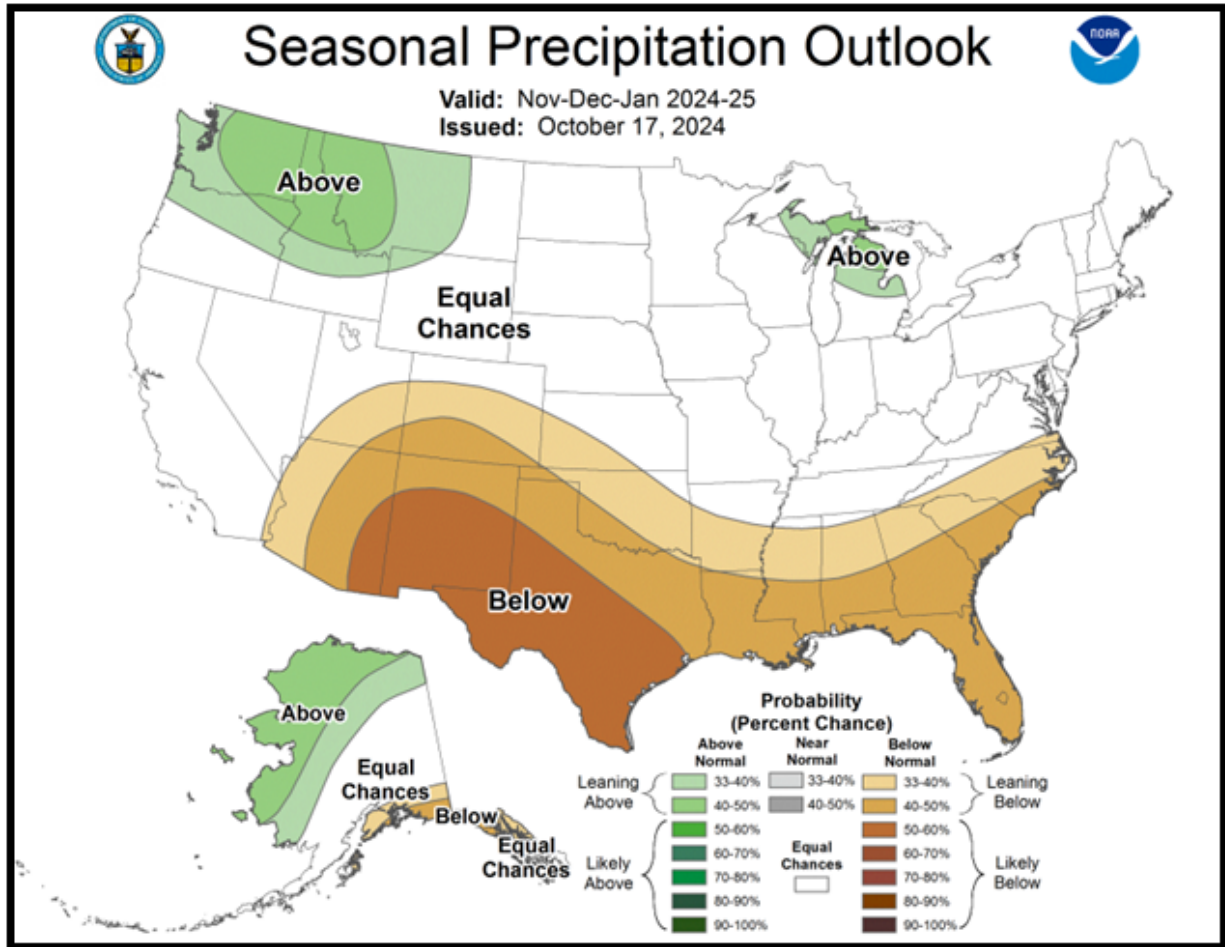 Seasonal Precipitation Outlook
NOAA
Valid: Nov-Dec-Jan 2024-25
Issued: October 17, 2024
Above
Above
Equal
Chances
Below
Above
Equal
Chances
Below
Equal
Chances
Probability
(Percent Chance)
Above
Normal
Near
Normal
Below
Normal
Leaning
Above
33-40%
33-40%
33-40%
Leaning
Below
40-50%
40-50%
40-50%
Likely
Above
50-60%
50-60%
Likely
Below
60-70%
Equal
Chances
60-70%
70-80%
70-80%
80-90%
80-90%
90-100%
90-100%